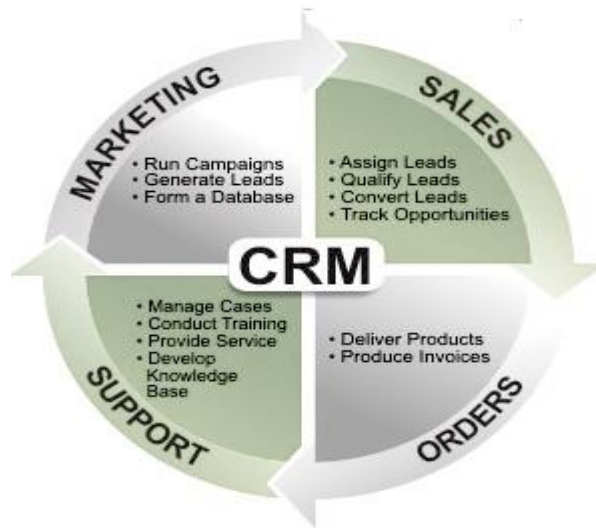 MARKETING
• Run Campaigns
• Generate Leads
• Form a Database
SALES
• Assign Leads
• Qualify Leads
• Convert Leads
• Track Opportunities
CRM
• Manage Cases
• Conduct Training
• Provide Service
• Develop
Knowledge
Base
SUPPORT
• Deliver Products
• Produce Invoices
ORDERS